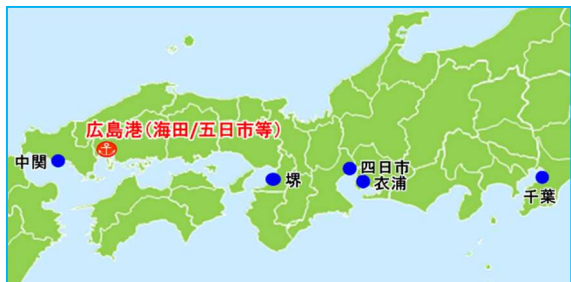 広島港(海田/五日市等)
中関
堺
四日市
衣浦
千葉